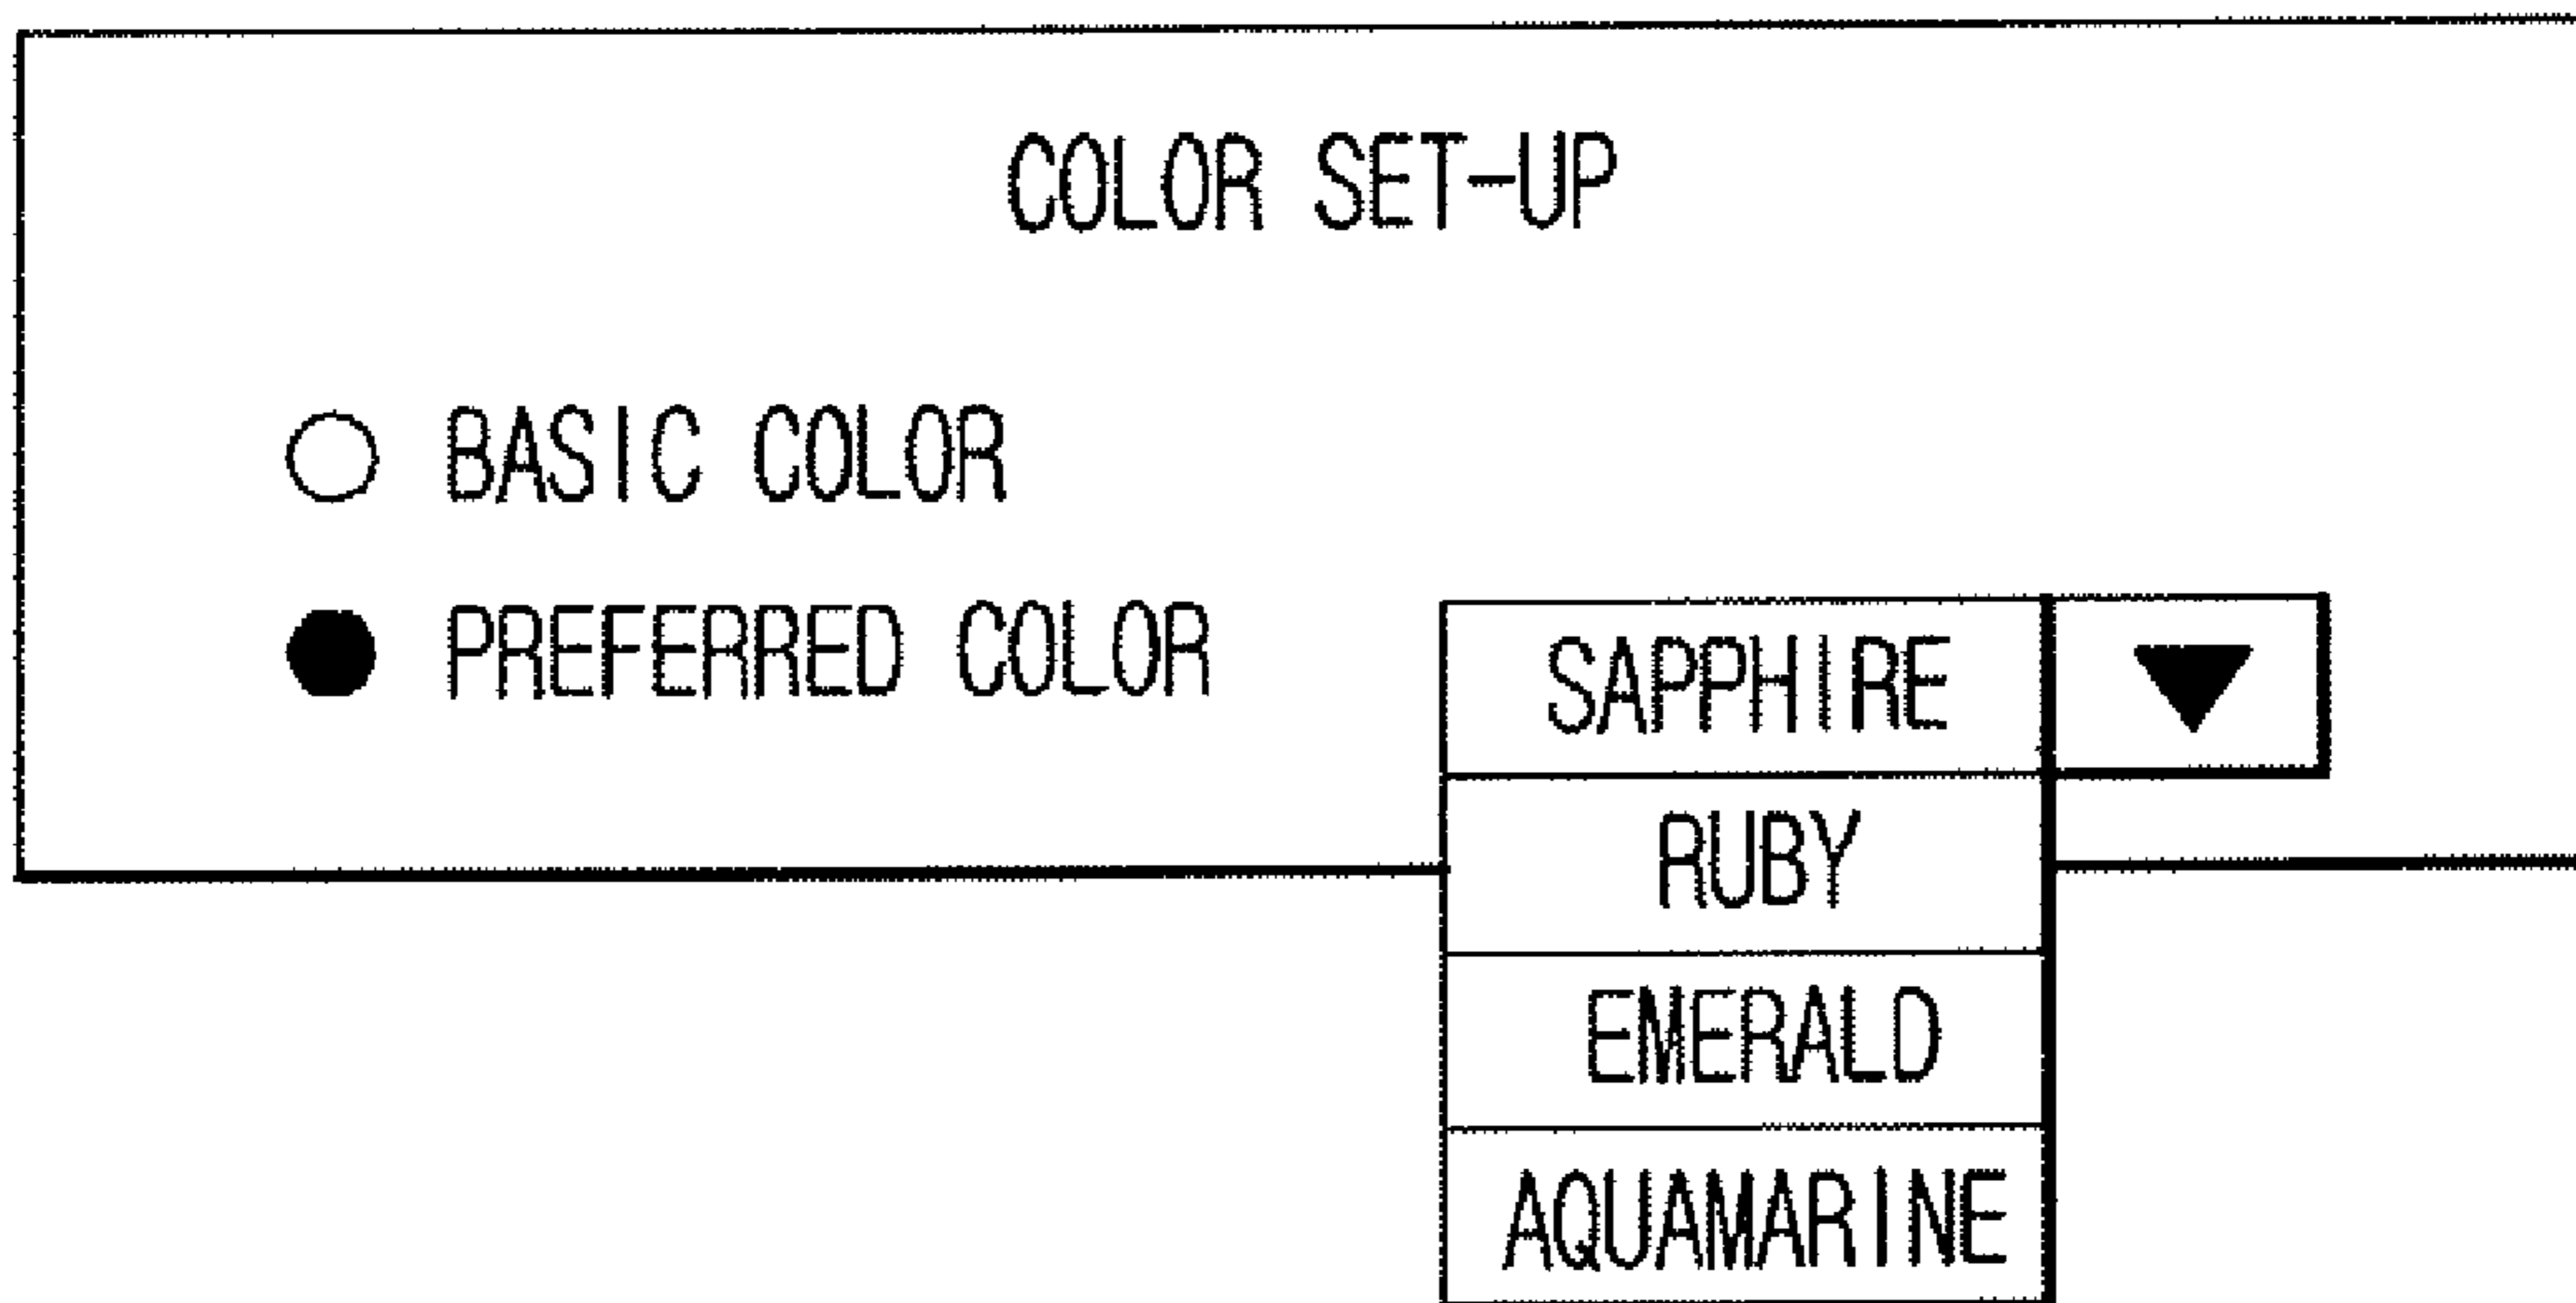 COLOR SET-UP
BASIC COLOR
PREFERRED COLOR
SAPPHIRE
RUBY
EMERALD
AQUAMARINE